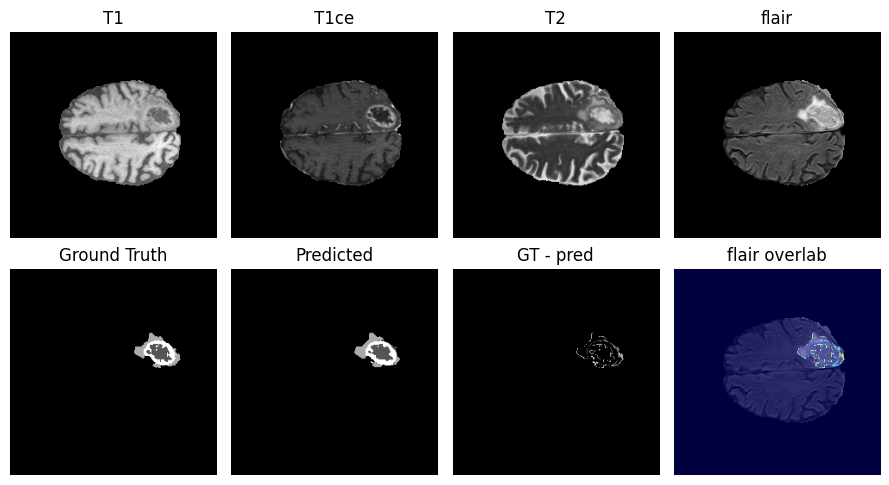 T1
T1ce
T2
flair
Ground Truth
Predicted
GT - pred
flair overlab